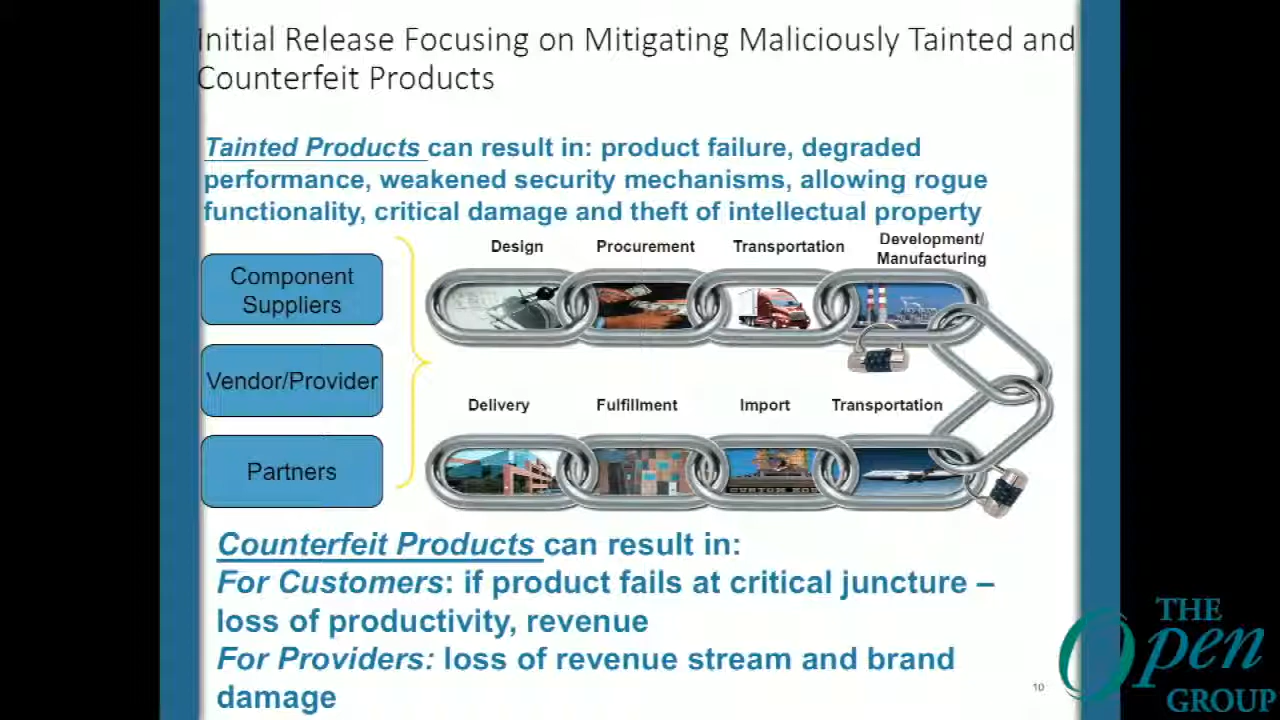 Initial Release Focusing on Mitigating Maliciously Tainted and
Counterfeit Products
Tainted Products can result in: product failure, degraded
performance, weakened security mechanisms, allowing rogue
functionality, critical damage and theft of intellectual property
Component
Suppliers
Vendor/Provider
Partners
Design
Procurement
Transportation
Development/
Manufacturing
Delivery
Fulfillment
Import
Transportation
Counterfeit Products can result in:
For Customers: if product fails at critical juncture –
loss of productivity, revenue
For Providers: loss of revenue stream and brand
damage
10
THE
Open
GROUP